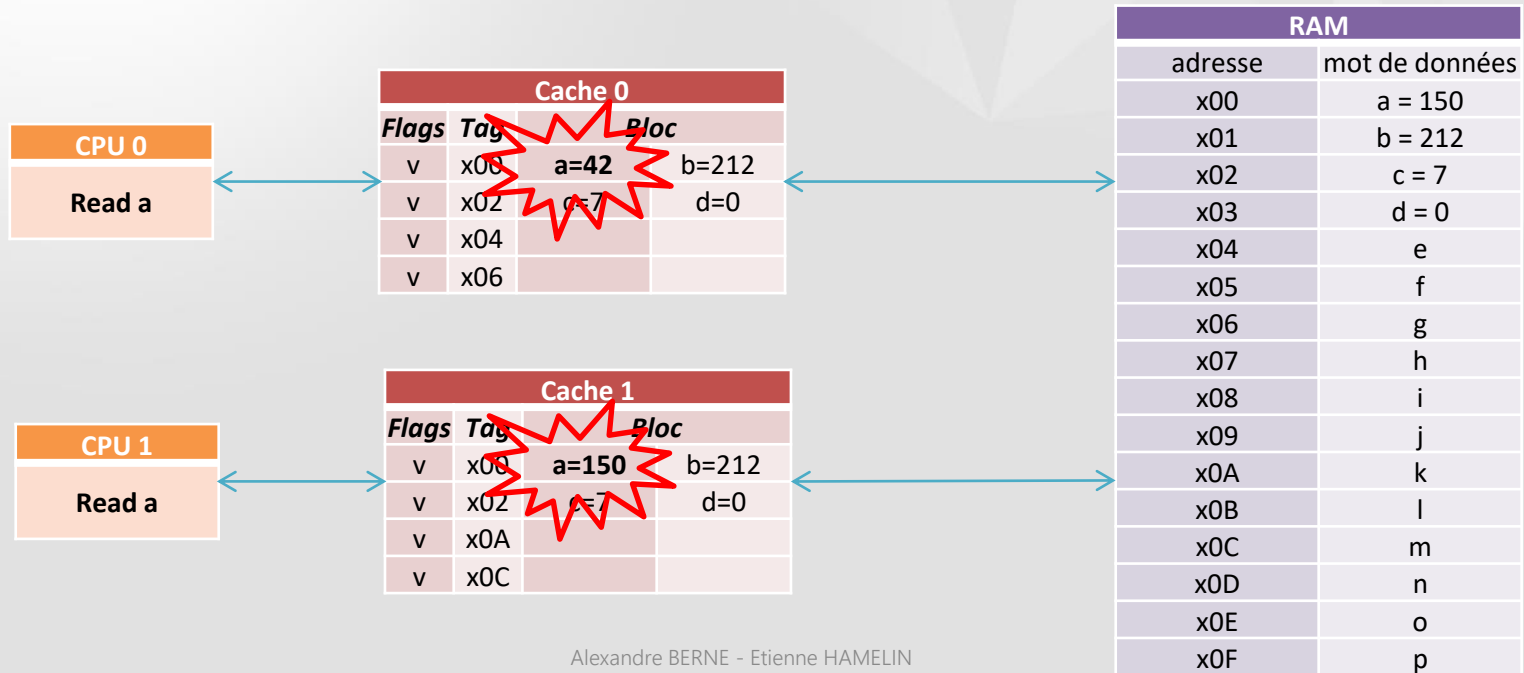 CPU 0
Read a
Cache 0
Flags Tag Bloc
v x00 a=42 b=212
v x02 c=7 d=0
v x04
v x06
CPU 1
Read a
Cache 1
Flags Tag Bloc
v x00 a=150 b=212
v x02 c=7 d=0
v x0A
v x0C
RAM
adresse mot de données
x00 a = 150
x01 b = 212
x02 c = 7
x03 d = 0
x04 e
x05 f
x06 g
x07 h
x08 i
x09 j
x0A k
x0B l
x0C m
x0D n
x0E o
x0F p
Alexandre BERNE - Etienne HAMELIN